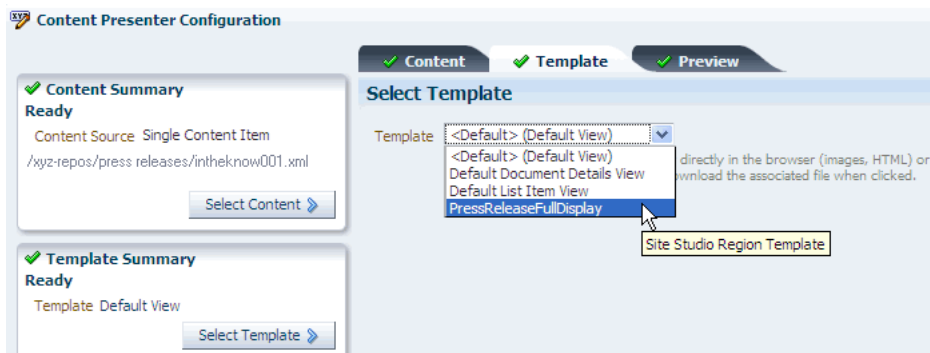 Content Presenter Configuration
Content
Template
Preview
Content Summary
Ready
Content Source Single Content Item
/xyz-repos/press releases/intheknow001.xml
Select Content
Template Summary
Ready
Template Default View
Select Template
Select Template
Template <Default> (Default View)
<Default> (Default View)
Default Document Details View
Default List Item View
PressReleaseFullDisplay
directly in the browser (images, HTML) or
download the associated file when clicked.
Site Studio Region Template